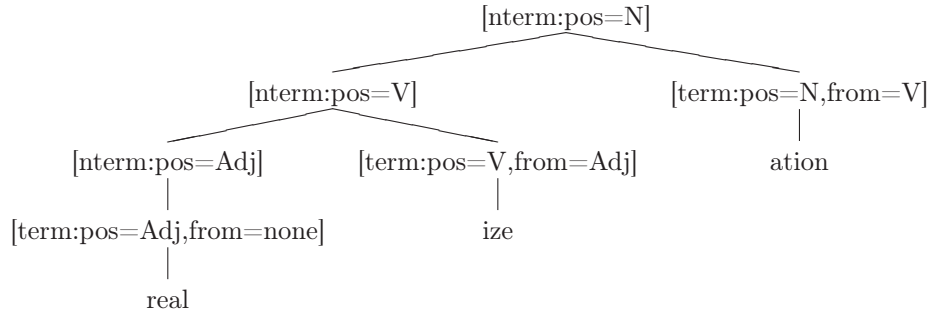 [nterm:pos=N]
[nterm:pos=V] [term:pos=N,from=V]
[nterm:pos=Adj] [term:pos=V,from=Adj] ation
[term:pos=Adj,from=none] ize
real